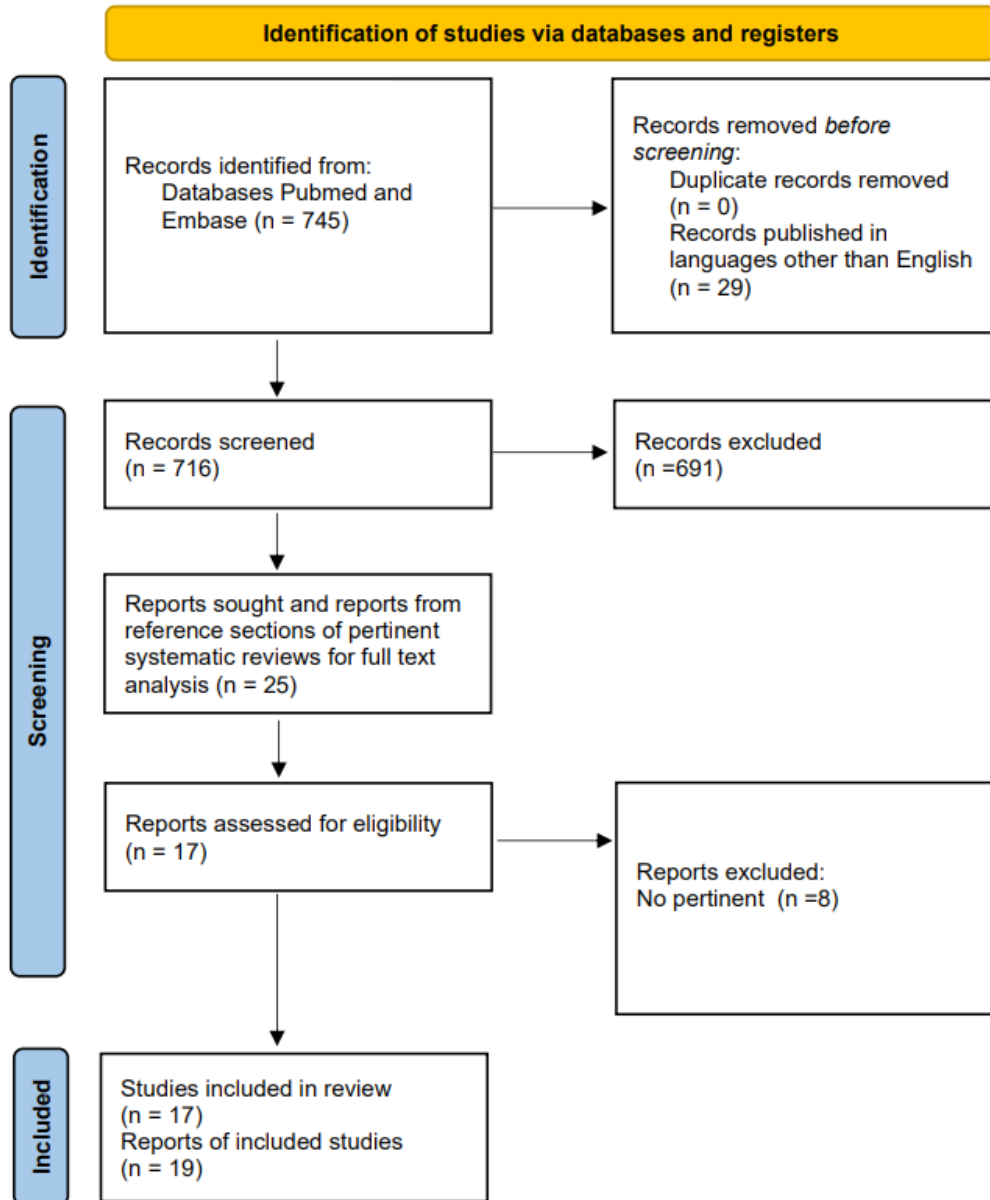 Identification of studies via databases and registers
Identification
Records identified from:
Databases Pubmed and
Embase (n = 745)
Records removed before
screening:
Duplicate records removed
(n = 0)
Records published in
languages other than English
(n = 29)
Screening
Records screened
(n = 716)
Records excluded
(n =691)
Reports sought and reports from
reference sections of pertinent
systematic reviews for full text
analysis (n = 25)
Reports assessed for eligibility
(n = 17)
Reports excluded:
No pertinent (n =8)
Included
Studies included in review
(n = 17)
Reports of included studies
(n = 19)